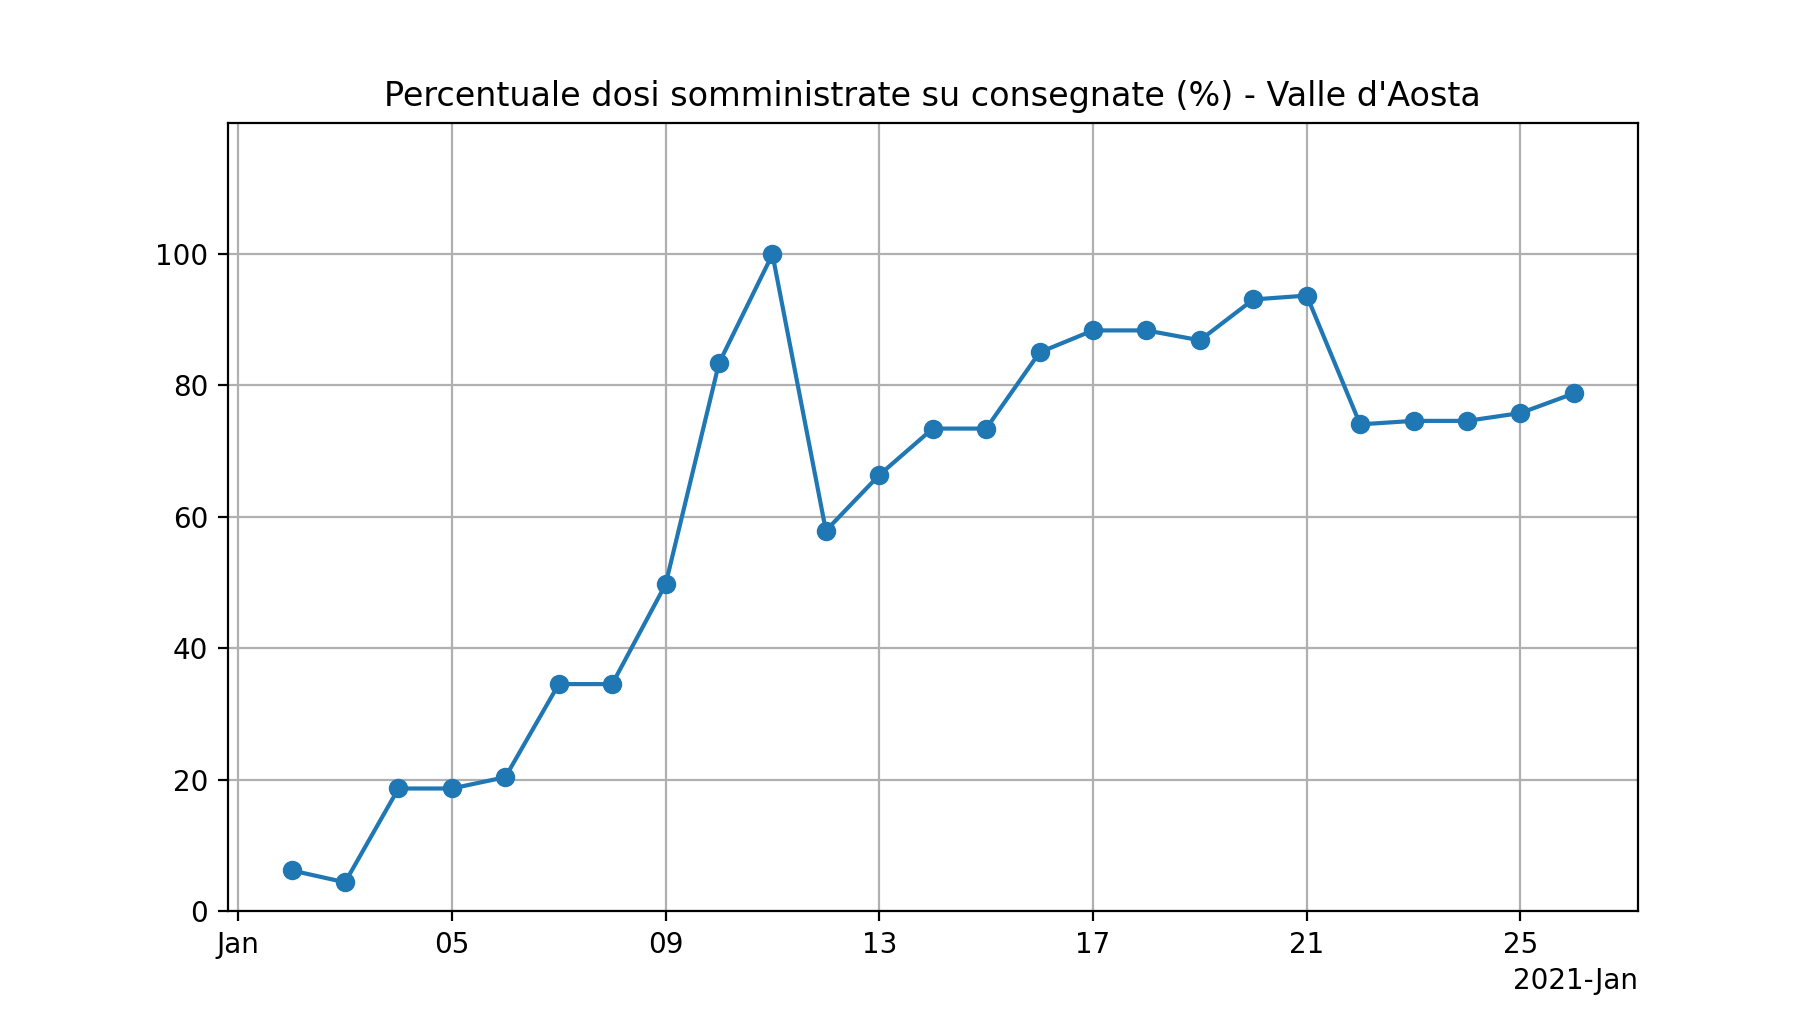 Percentuale dosi somministrate su consegnate (%) - Valle d'Aosta
100
80
60
40
20
0
Jan 05 09 13 17 21 25
2021-Jan